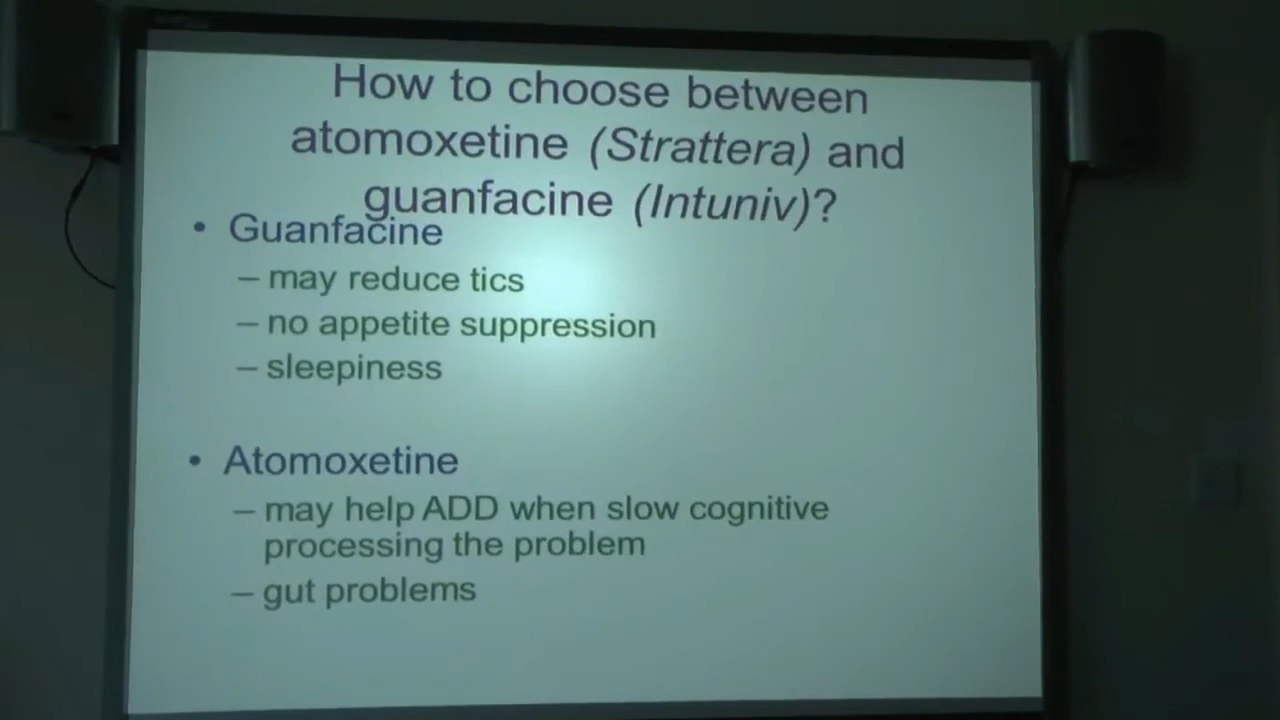 How to choose between
atomoxetine (Strattera) and
guanfacine (Intuniv)?
• Guanfacine
– may reduce tics
– no appetite suppression
– sleepiness
• Atomoxetine
– may help ADD when slow cognitive
processing the problem
– gut problems